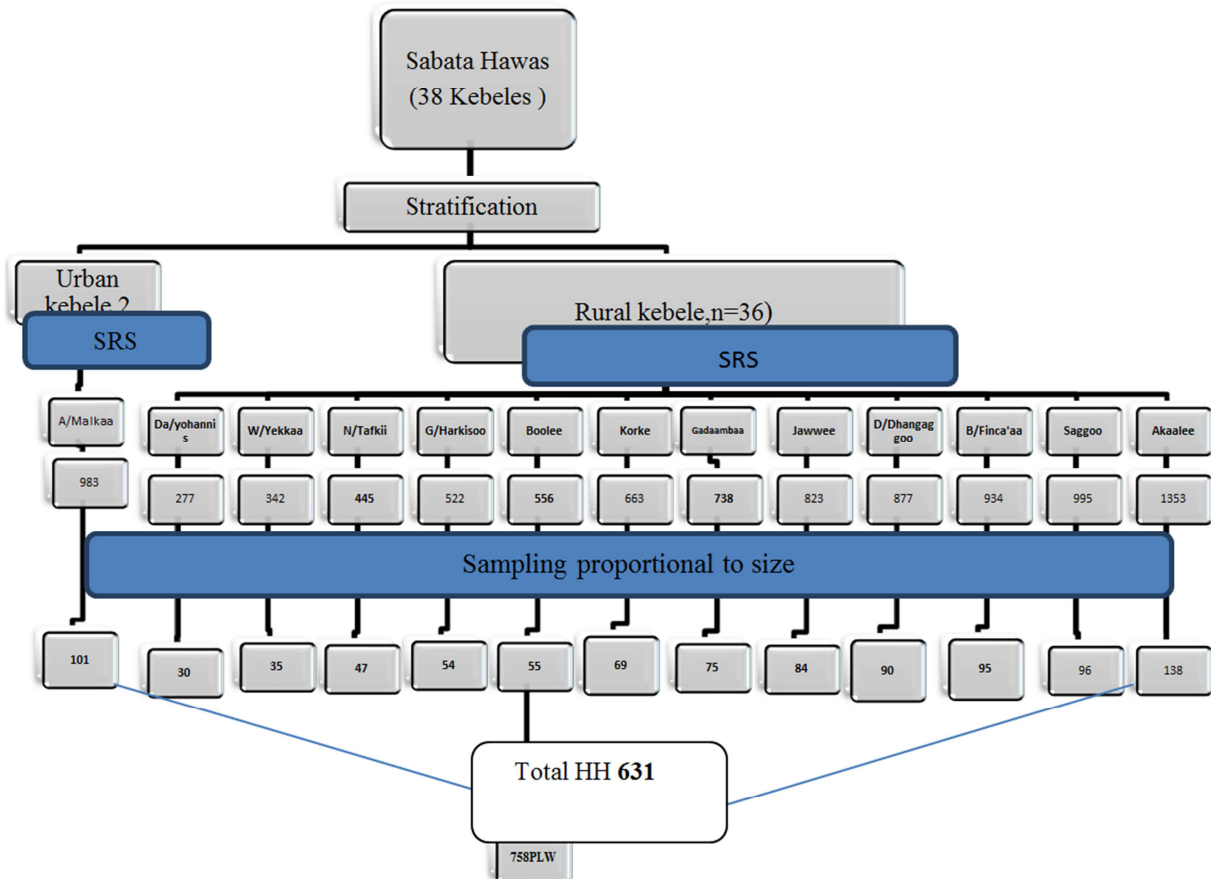 Sabata Hawas
(38 Kebeles )
Stratification
Urban
kebele 2
Rural kebele,n=36)
SRS
SRS
A/Malkaa
Da/yohanni
s
W/Yekkaa
N/Tafkii
G/Harkisoo
Boolee
Korke
Gadaambaa
Jawwee
D/Dhangag
goo
B/Finca'aa
Saggoo
Akaalee
983
277
342
445
522
556
663
738
823
877
934
995
1353
Sampling proportional to size
101
30
35
47
54
55
69
75
84
90
95
96
138
Total HH 631
758PLW